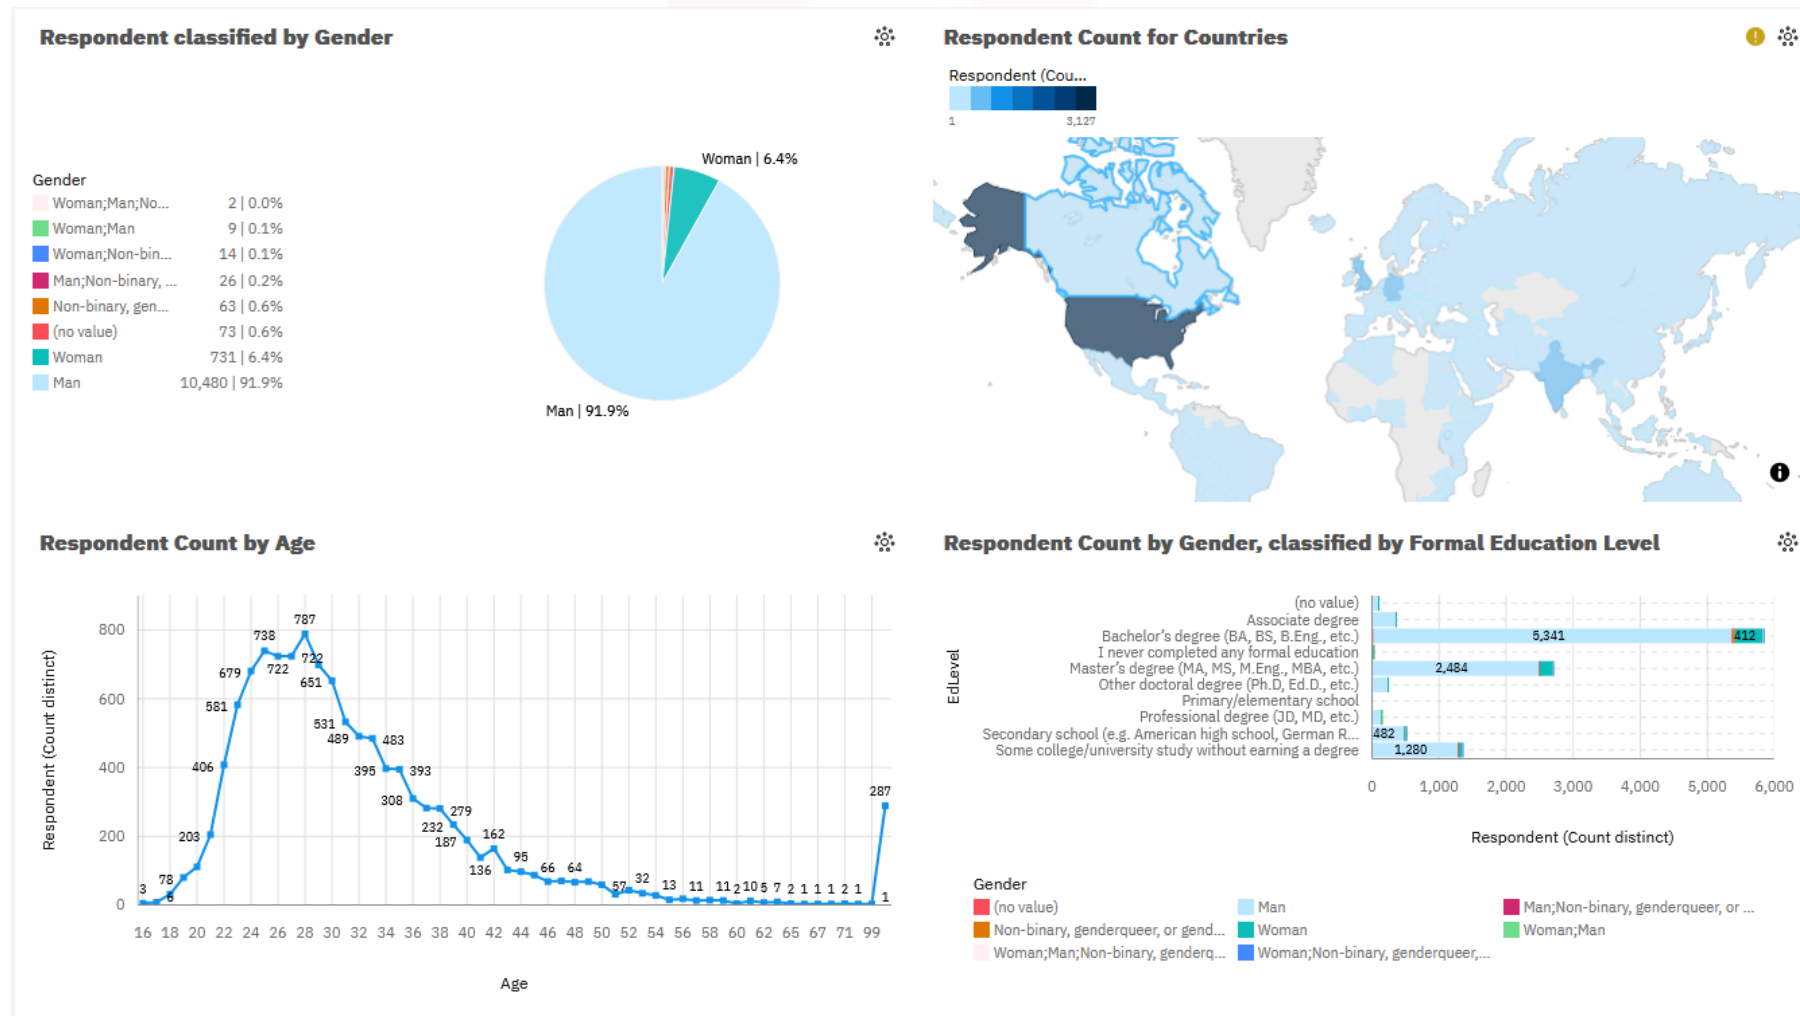 Respondent classified by Gender
Gender
Woman;Man;No... 2 | 0.0%
Woman;Man 9 | 0.1%
Woman;Non-bin... 14 | 0.1%
Man;Non-binary, ... 26 | 0.2%
Non-binary, gen... 63 | 0.6%
(no value) 73 | 0.6%
Woman 731 | 6.4%
Man 10,480 | 91.9%
Woman | 6.4%
Man | 91.9%
Respondent Count for Countries
Respondent (Cou...
1 3,127
Respondent Count by Age
Respondent (Count distinct)
800
600
400
200
0
3
78
6
203
406
581
679
738
722
787
722
651
531
489
483
395
393
308
279
232
187
162
136
95
66
64
57
32
13
11
11
2
10
5
7
2
1
1
1
2
1
287
1
16 18 20 22 24 26 28 30 32 34 36 38 40 42 44 46 48 50 52 54 56 58 60 62 65 67 71 99
Age
Respondent Count by Gender, classified by Formal Education Level
EdLevel
(no value)
Associate degree
Bachelor's degree (BA, BS, B.Eng., etc.) 5,341 412
I never completed any formal education
Master's degree (MA, MS, M.Eng., MBA, etc.) 2,484
Other doctoral degree (Ph.D, Ed.D., etc.)
Primary/elementary school
Professional degree (JD, MD, etc.)
Secondary school (e.g. American high school, German R... 482
Some college/university study without earning a degree 1,280
0 1,000 2,000 3,000 4,000 5,000 6,000
Respondent (Count distinct)
Gender
(no value) Man Man;Non-binary, genderqueer, or ...
Non-binary, genderqueer, or gend... Woman Woman;Man
Woman;Man;Non-binary, genderq... Woman;Non-binary, genderqueer,...